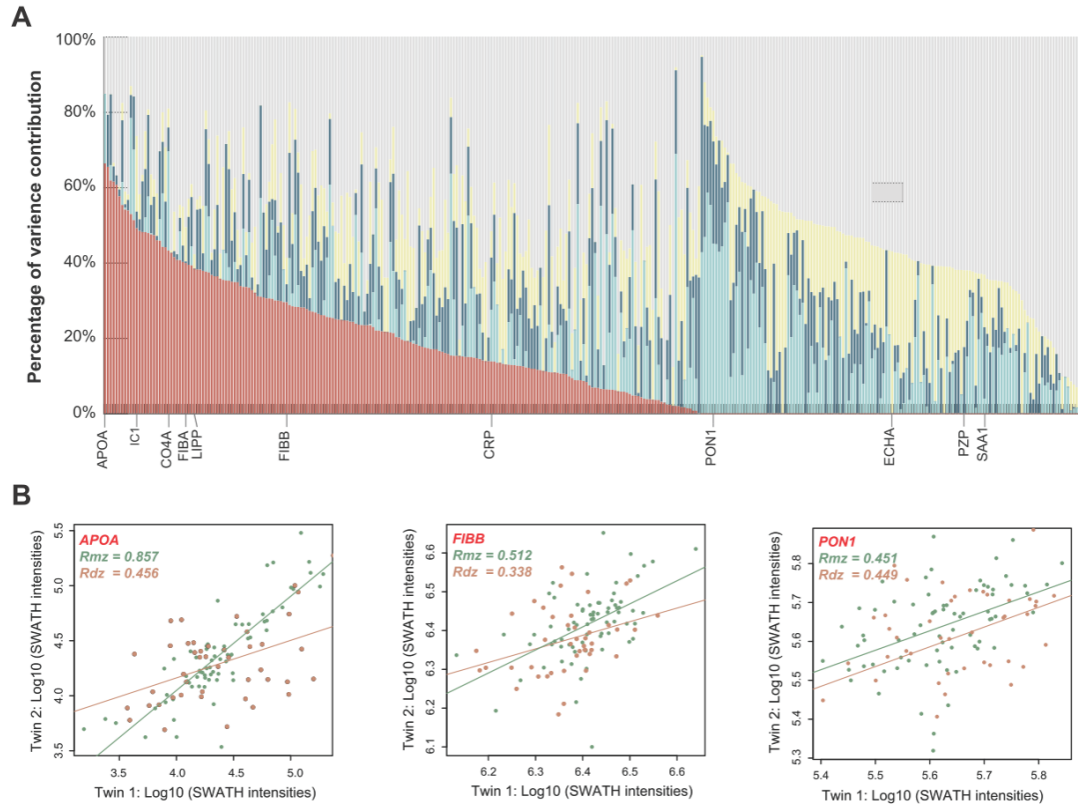 A
Percentage of varience contribution
100%
80%
60%
40%
20%
0%
APOA
IC1
CO4A
FIBA
LIPP
FIBB
CRP
PON1
ECHA
PZP
SAA1
B
APOA
Rmz = 0.857
Rdz = 0.456
Twin 2: Log10 (SWATH intensities)
5.5
5.0
4.5
4.0
3.5
3.5 4.0 4.5 5.0
Twin 1: Log10 (SWATH intensities)
FIBB
Rmz = 0.512
Rdz = 0.338
Twin 2: Log10 (SWATH intensities)
6.6
6.4
6.3
6.2
6.1
6.2 6.3 6.4 6.5 6.6
Twin 1: Log10 (SWATH intensities)
PON1
Rmz = 0.451
Rdz = 0.449
Twin 2: Log10 (SWATH intensities)
5.8
5.7
5.6
5.5
5.4
5.3
5.4 5.5 5.6 5.7 5.8
Twin 1: Log10 (SWATH intensities)